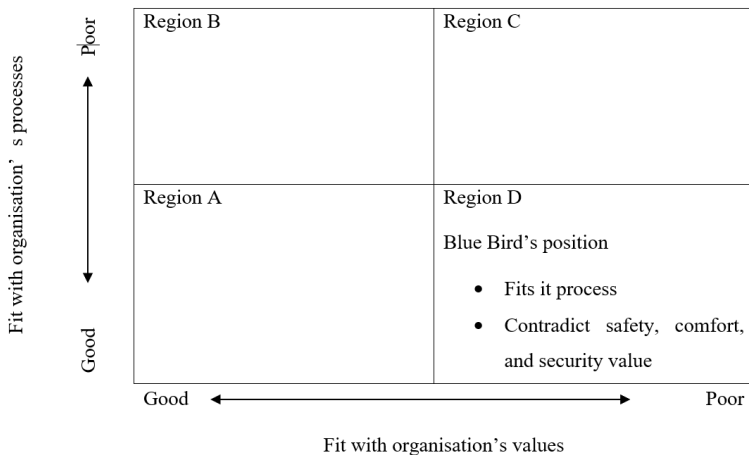 Region B
Region C
Poor
Fit with organisation’ s processes
Region A
Region D
Blue Bird’s position
• Fits it process
• Contradict safety, comfort,
and security value
Good
Good
Poor
Fit with organisation’s values